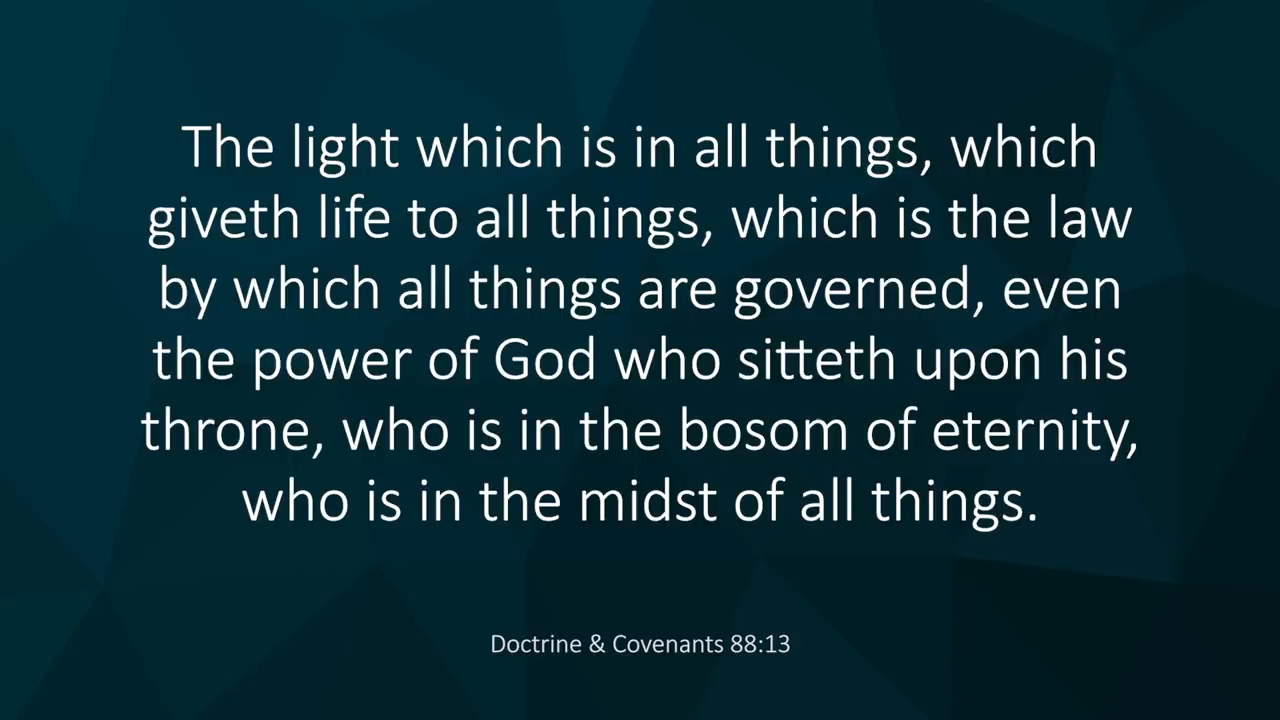 The light which is in all things, which
giveth life to all things, which is the law
by which all things are governed, even
the power of God who sitteth upon his
throne, who is in the bosom of eternity,
who is in the midst of all things.
Doctrine & Covenants 88:13